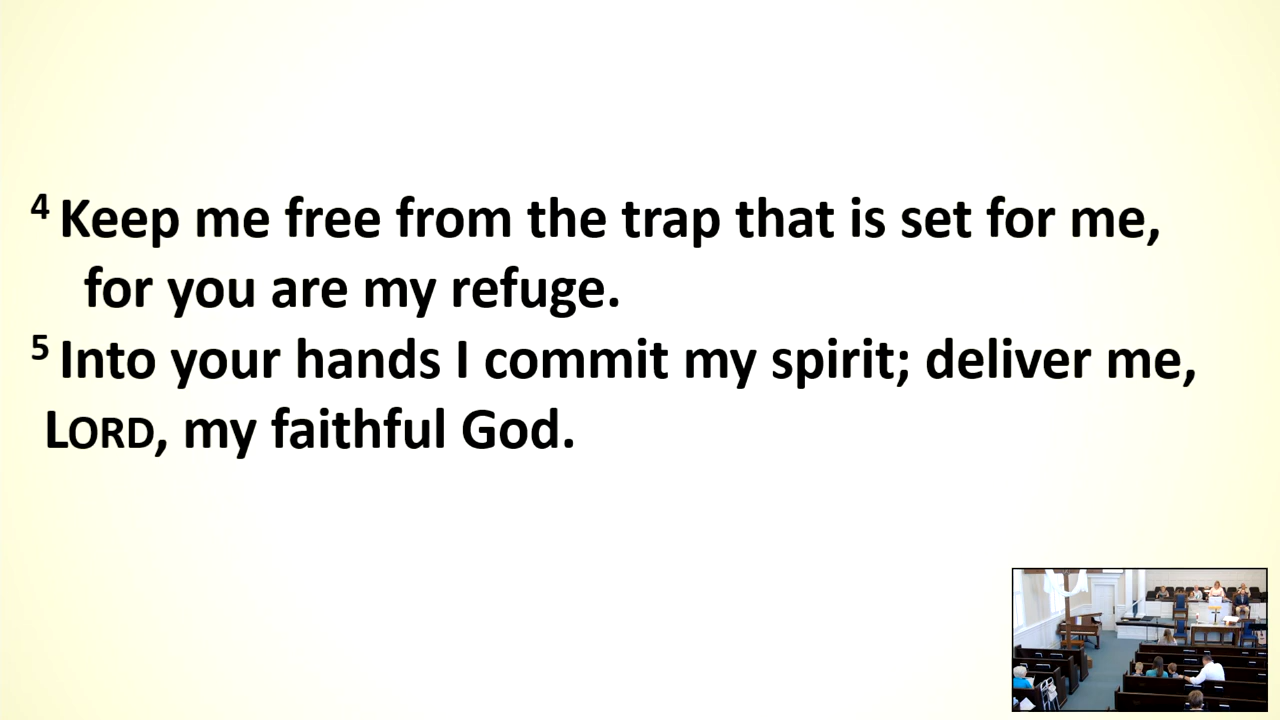 4 Keep me free from the trap that is set for me,
for you are my refuge.
5 Into your hands I commit my spirit; deliver me,
LORD, my faithful God.